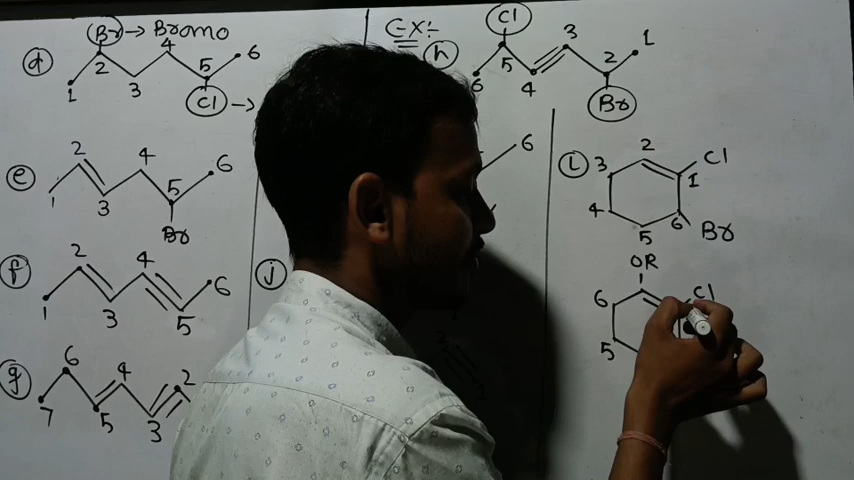 (d) Br → Bromo
1 2 3 4 5 6
Cl →
(e) 1 2 3 4 5 6
Br
(f) 1 2 3 4 5 6
(g) 7 6 5 4 3 2
EX:-
(h) Cl
6 5 4 3 2 1
Br
6
(j)
(i) 3 2 1 Cl
4 5 6 Br
OR
6 Cl
5